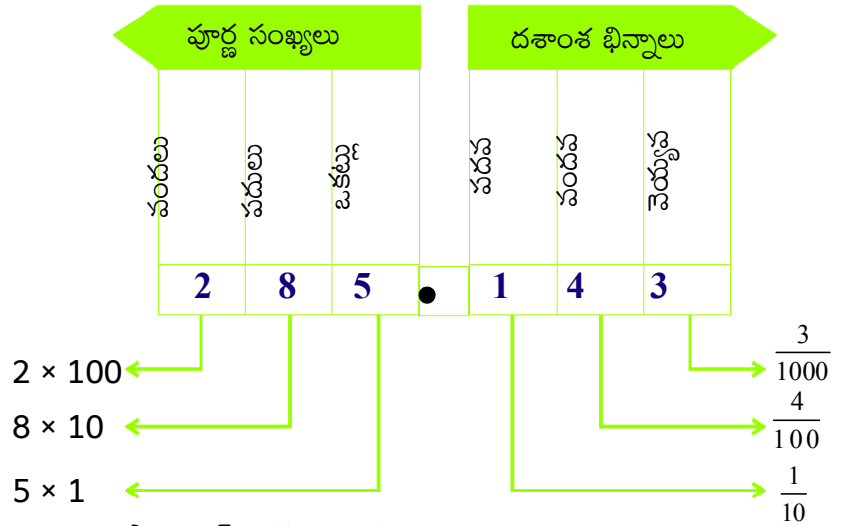 పూర్ణ సంఖ్యలు దశాంశ భిన్నాలు
వందలు పదులు ఒకట్లు పదవ వందవ వెయ్యవ
2 8 5 . 1 4 3
2 × 100 3/1000
8 × 10 4/100
5 × 1 1/10